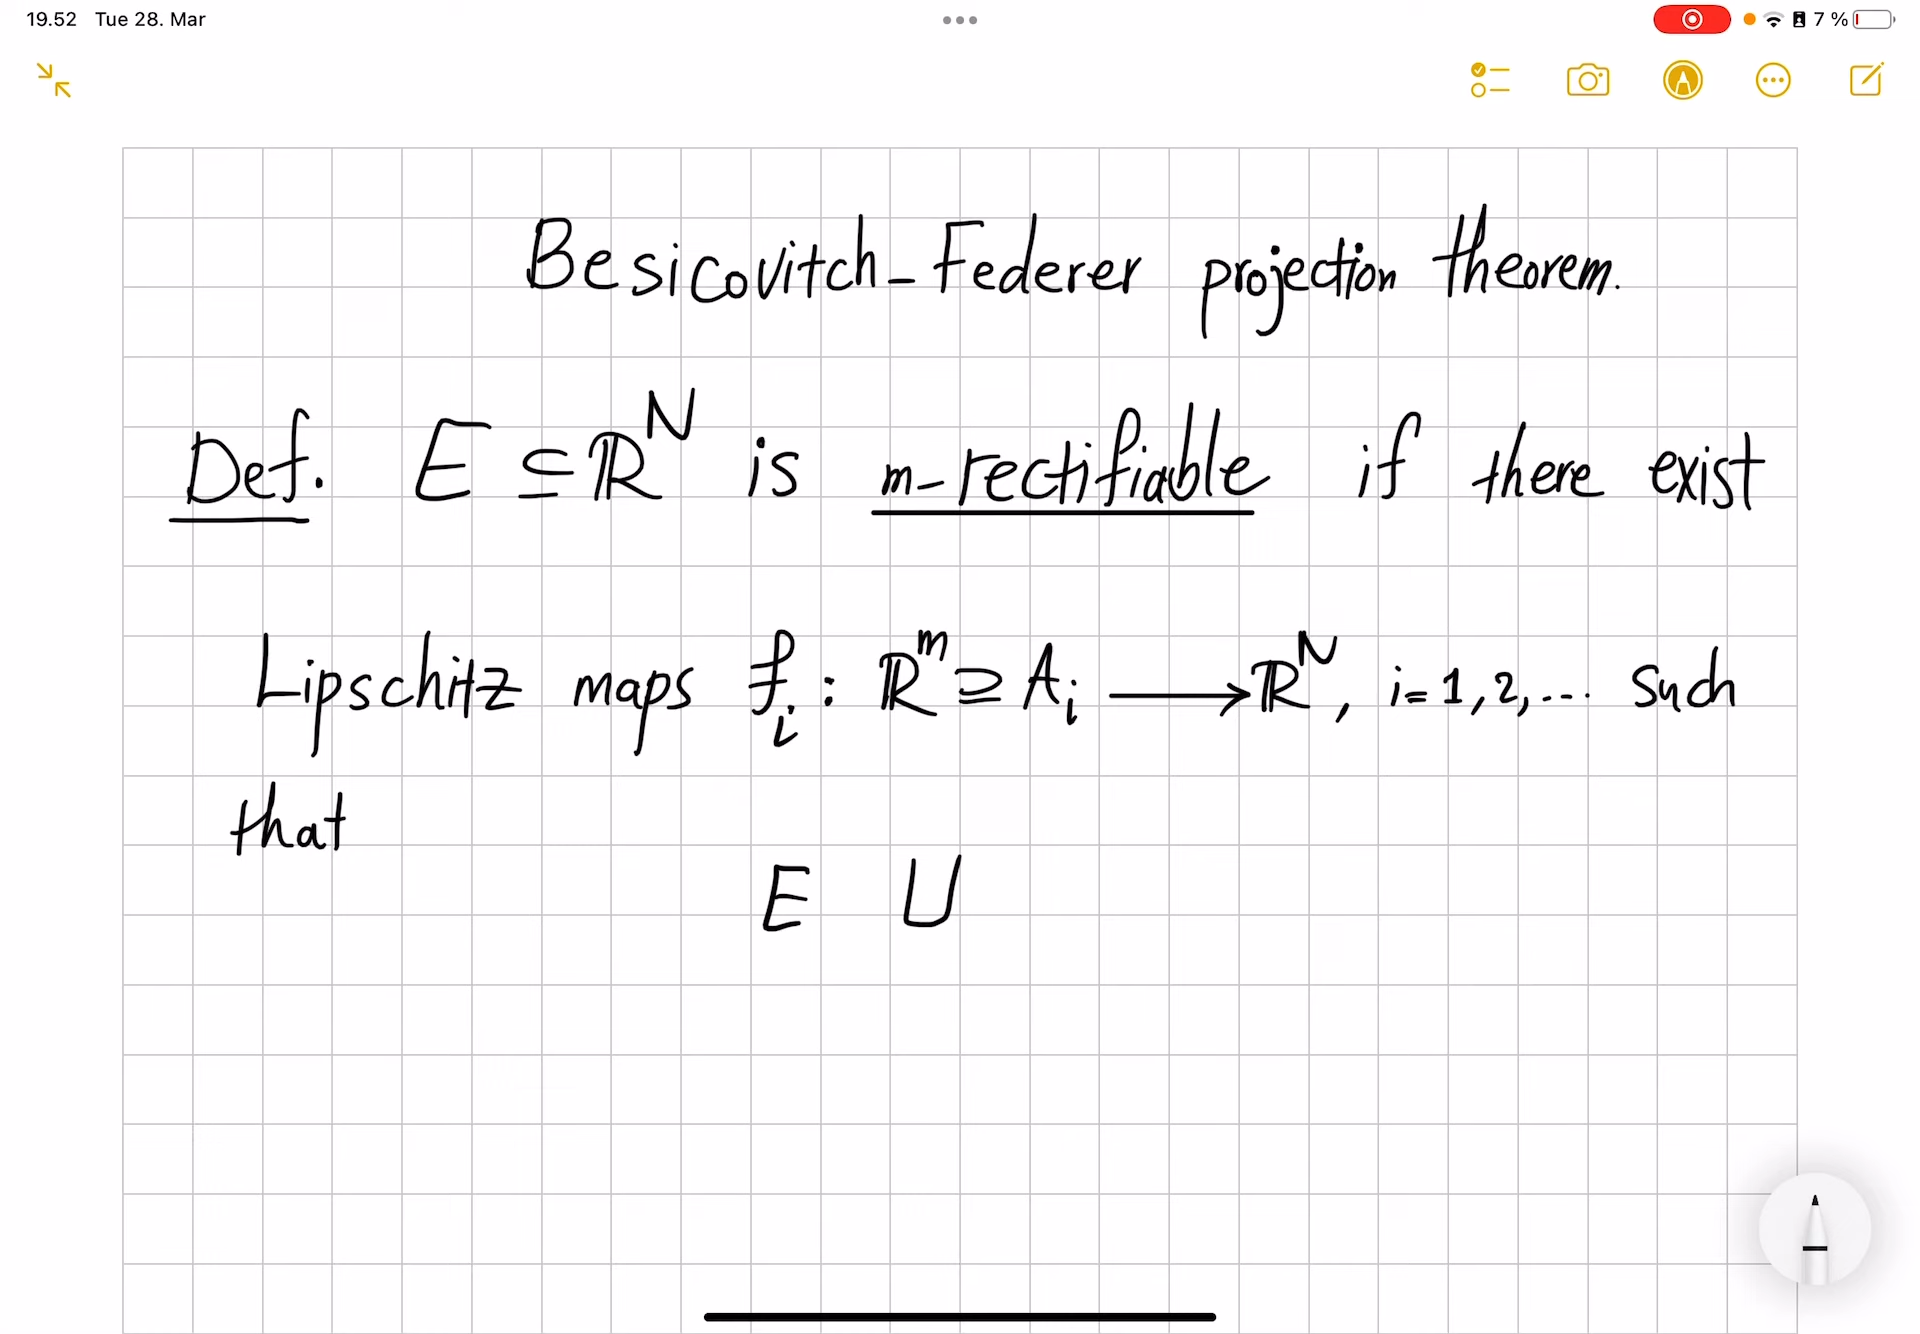 19.52 Tue 28. Mar
7 %
Besicovitch-Federer projection theorem.
Def. E ⊆ ℝᴺ is m-rectifiable if there exist
Lipschitz maps fᵢ : ℝᵐ ⊇ Aᵢ ⟶ ℝᴺ, i=1,2,... such
that
E U